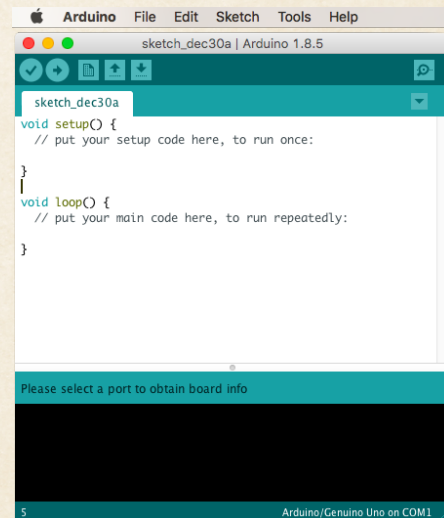 Arduino File Edit Sketch Tools Help
sketch_dec30a | Arduino 1.8.5
sketch_dec30a
void setup() {
  // put your setup code here, to run once:
}
void loop() {
  // put your main code here, to run repeatedly:
}
Please select a port to obtain board info
5 Arduino/Genuino Uno on COM1